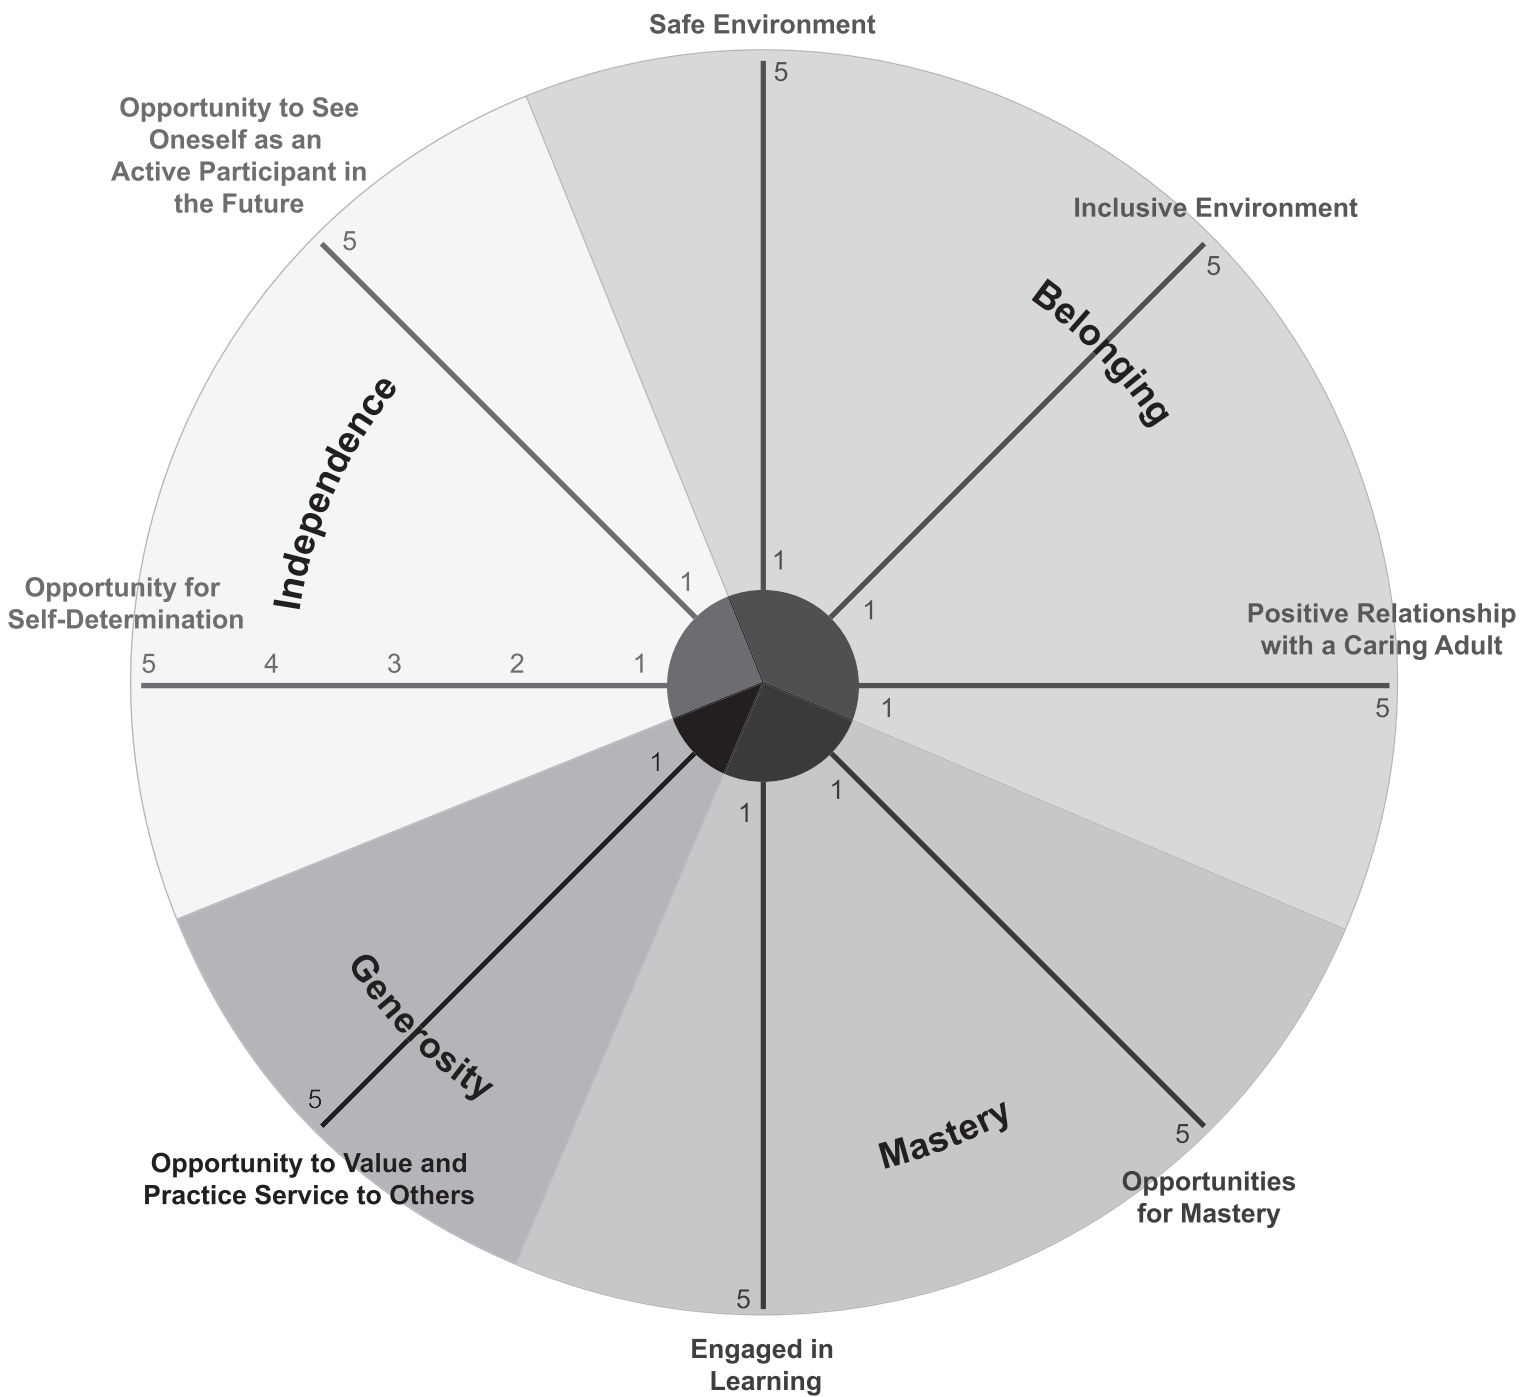 Safe Environment
5
1
Inclusive Environment
5
1
Belonging
Positive Relationship
with a Caring Adult
1
5
Opportunities
for Mastery
5
1
Mastery
Engaged in
Learning
5
1
Opportunity to Value and
Practice Service to Others
5
1
Generosity
Opportunity for
Self-Determination
5 4 3 2 1
Independence
Opportunity to See
Oneself as an
Active Participant in
the Future
5
1